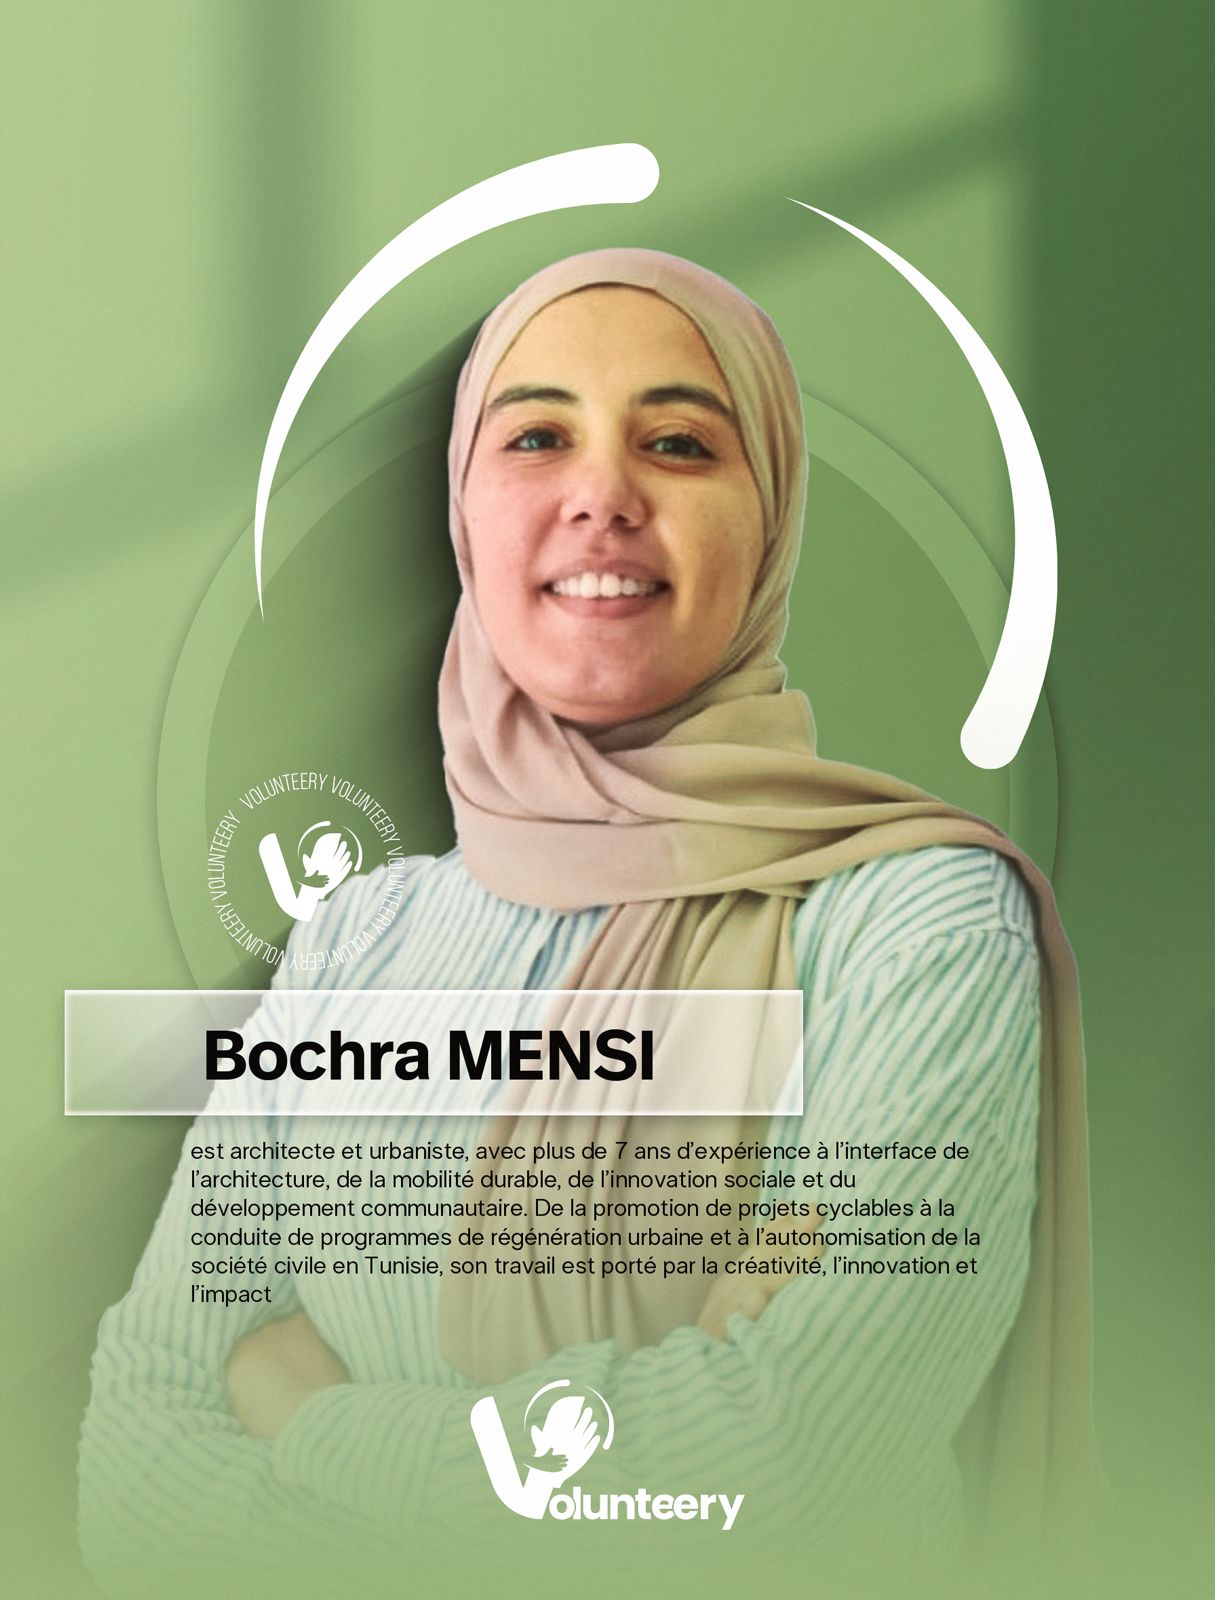 VOLUNTEERY VOLUNTEERY VOLUNTEERY VOLUNTEERY VOLUNTEERY VOLUNTEERY VOLUNTEERY
Bochra MENSI
est architecte et urbaniste, avec plus de 7 ans d’expérience à l’interface de
l’architecture, de la mobilité durable, de l’innovation sociale et du
développement communautaire. De la promotion de projets cyclables à la
conduite de programmes de régénération urbaine et à l’autonomisation de la
société civile en Tunisie, son travail est porté par la créativité, l’innovation et
l’impact
Volunteery